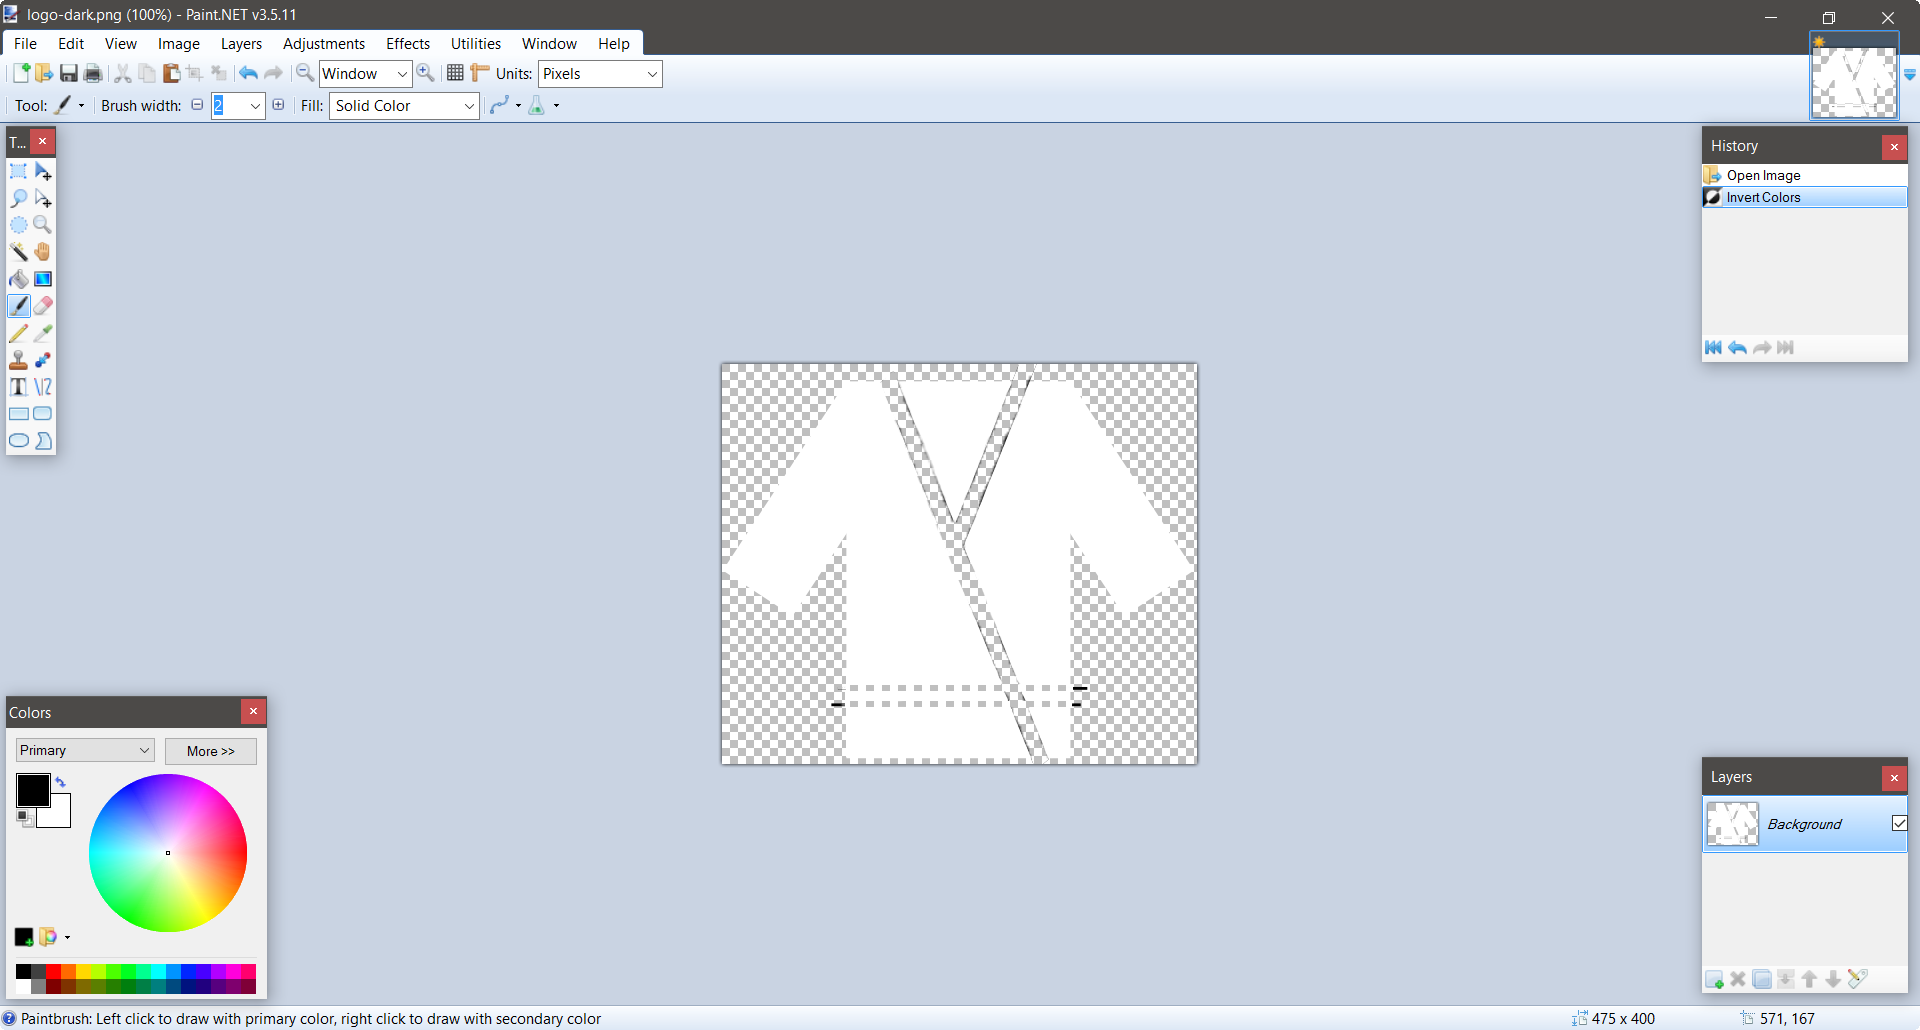 logo-dark.png (100%) - Paint.NET v3.5.11
File Edit View Image Layers Adjustments Effects Utilities Window Help
Window Units: Pixels
Tool: Brush width: 2 Fill: Solid Color
T...
History
Open Image
Invert Colors
Colors
Primary More >>
Layers
Background
Paintbrush: Left click to draw with primary color, right click to draw with secondary color 475 x 400 571, 167